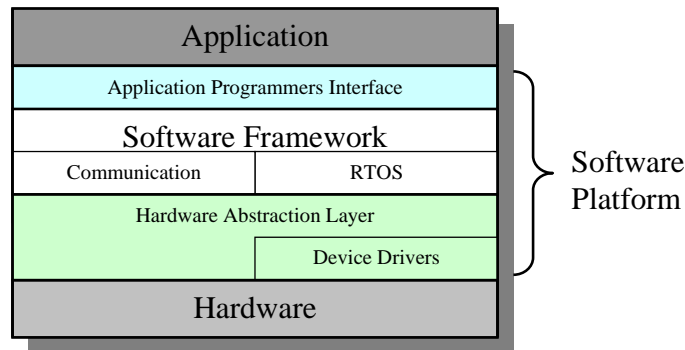 Application
Application Programmers Interface
Software Framework
Communication
RTOS
Hardware Abstraction Layer
Device Drivers
Hardware
Software
Platform